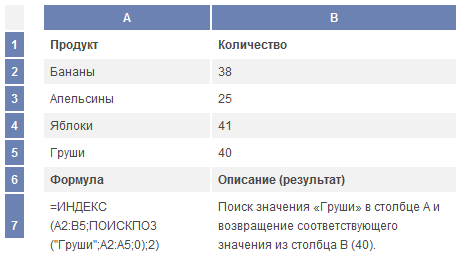 A B
1 Продукт Количество
2 Бананы 38
3 Апельсины 25
4 Яблоки 41
5 Груши 40
6 Формула Описание (результат)
=ИНДЕКС Поиск значения «Груши» в столбце A и
7 (A2:B5;ПОИСКПОЗ возвращение соответствующего
("Груши";A2:A5;0);2) значения из столбца B (40).